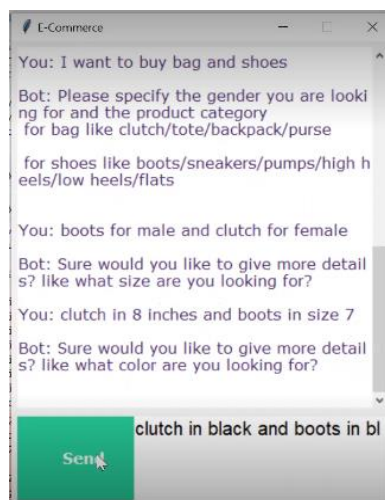 E-Commerce
You: I want to buy bag and shoes
Bot: Please specify the gender you are looki
ng for and the product category
for bag like clutch/tote/backpack/purse
for shoes like boots/sneakers/pumps/high h
eels/low heels/flats
You: boots for male and clutch for female
Bot: Sure would you like to give more detail
s? like what size are you looking for?
You: clutch in 8 inches and boots in size 7
Bot: Sure would you like to give more detail
s? like what color are you looking for?
clutch in black and boots in bl
Send